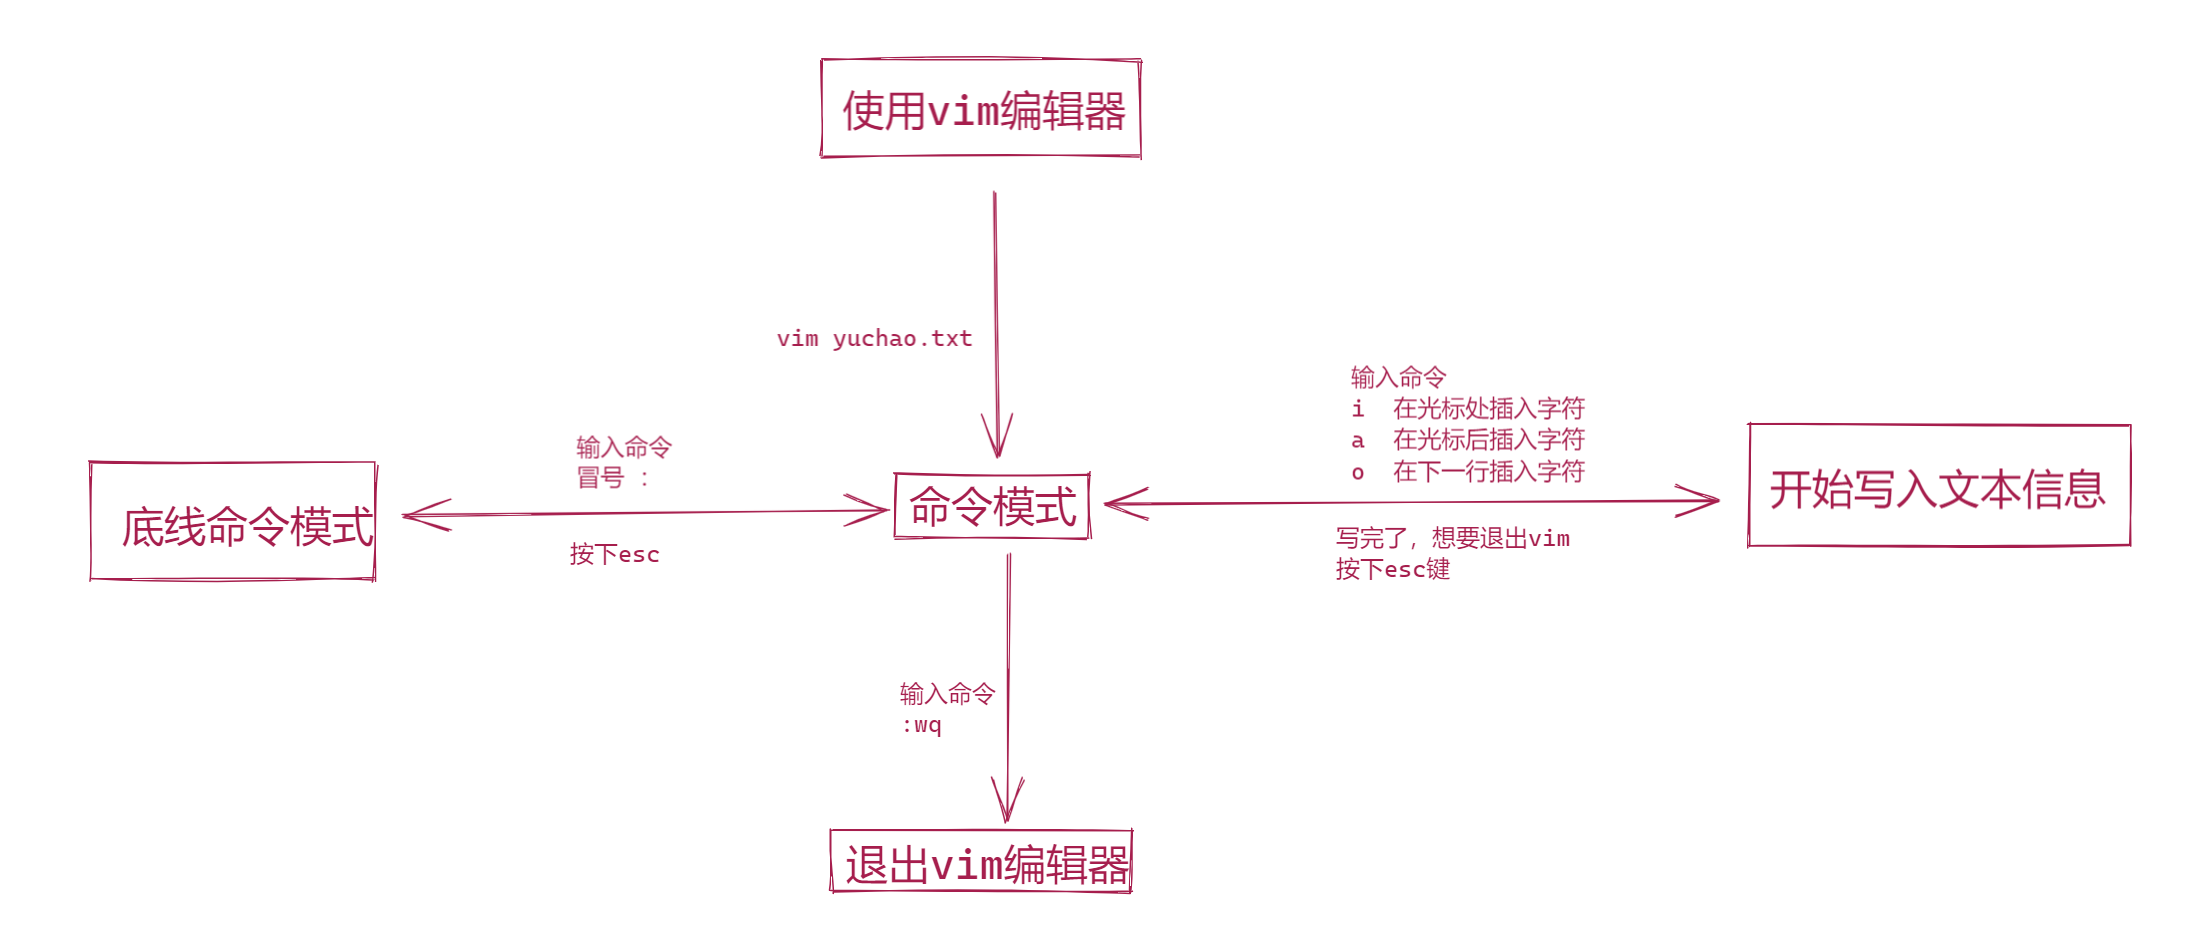 使用vim编辑器
vim yuchao.txt
输入命令
i 在光标处插入字符
a 在光标后插入字符
o 在下一行插入字符
输入命令
冒号 :
底线命令模式
命令模式
开始写入文本信息
按下esc
写完了，想要退出vim
按下esc键
输入命令
:wq
退出vim编辑器